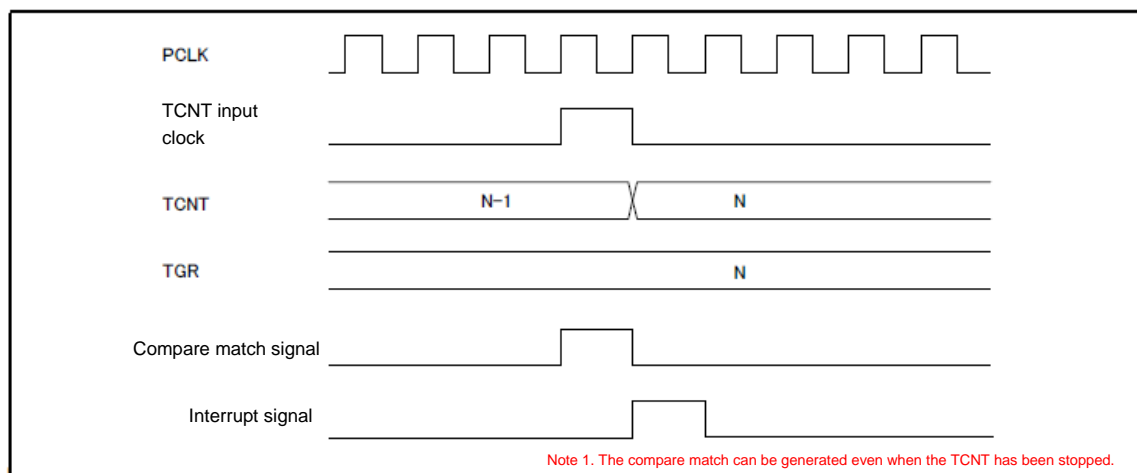 PCLK
TCNT input
clock
TCNT
N-1
N
TGR
N
Compare match signal
Interrupt signal
Note 1. The compare match can be generated even when the TCNT has been stopped.